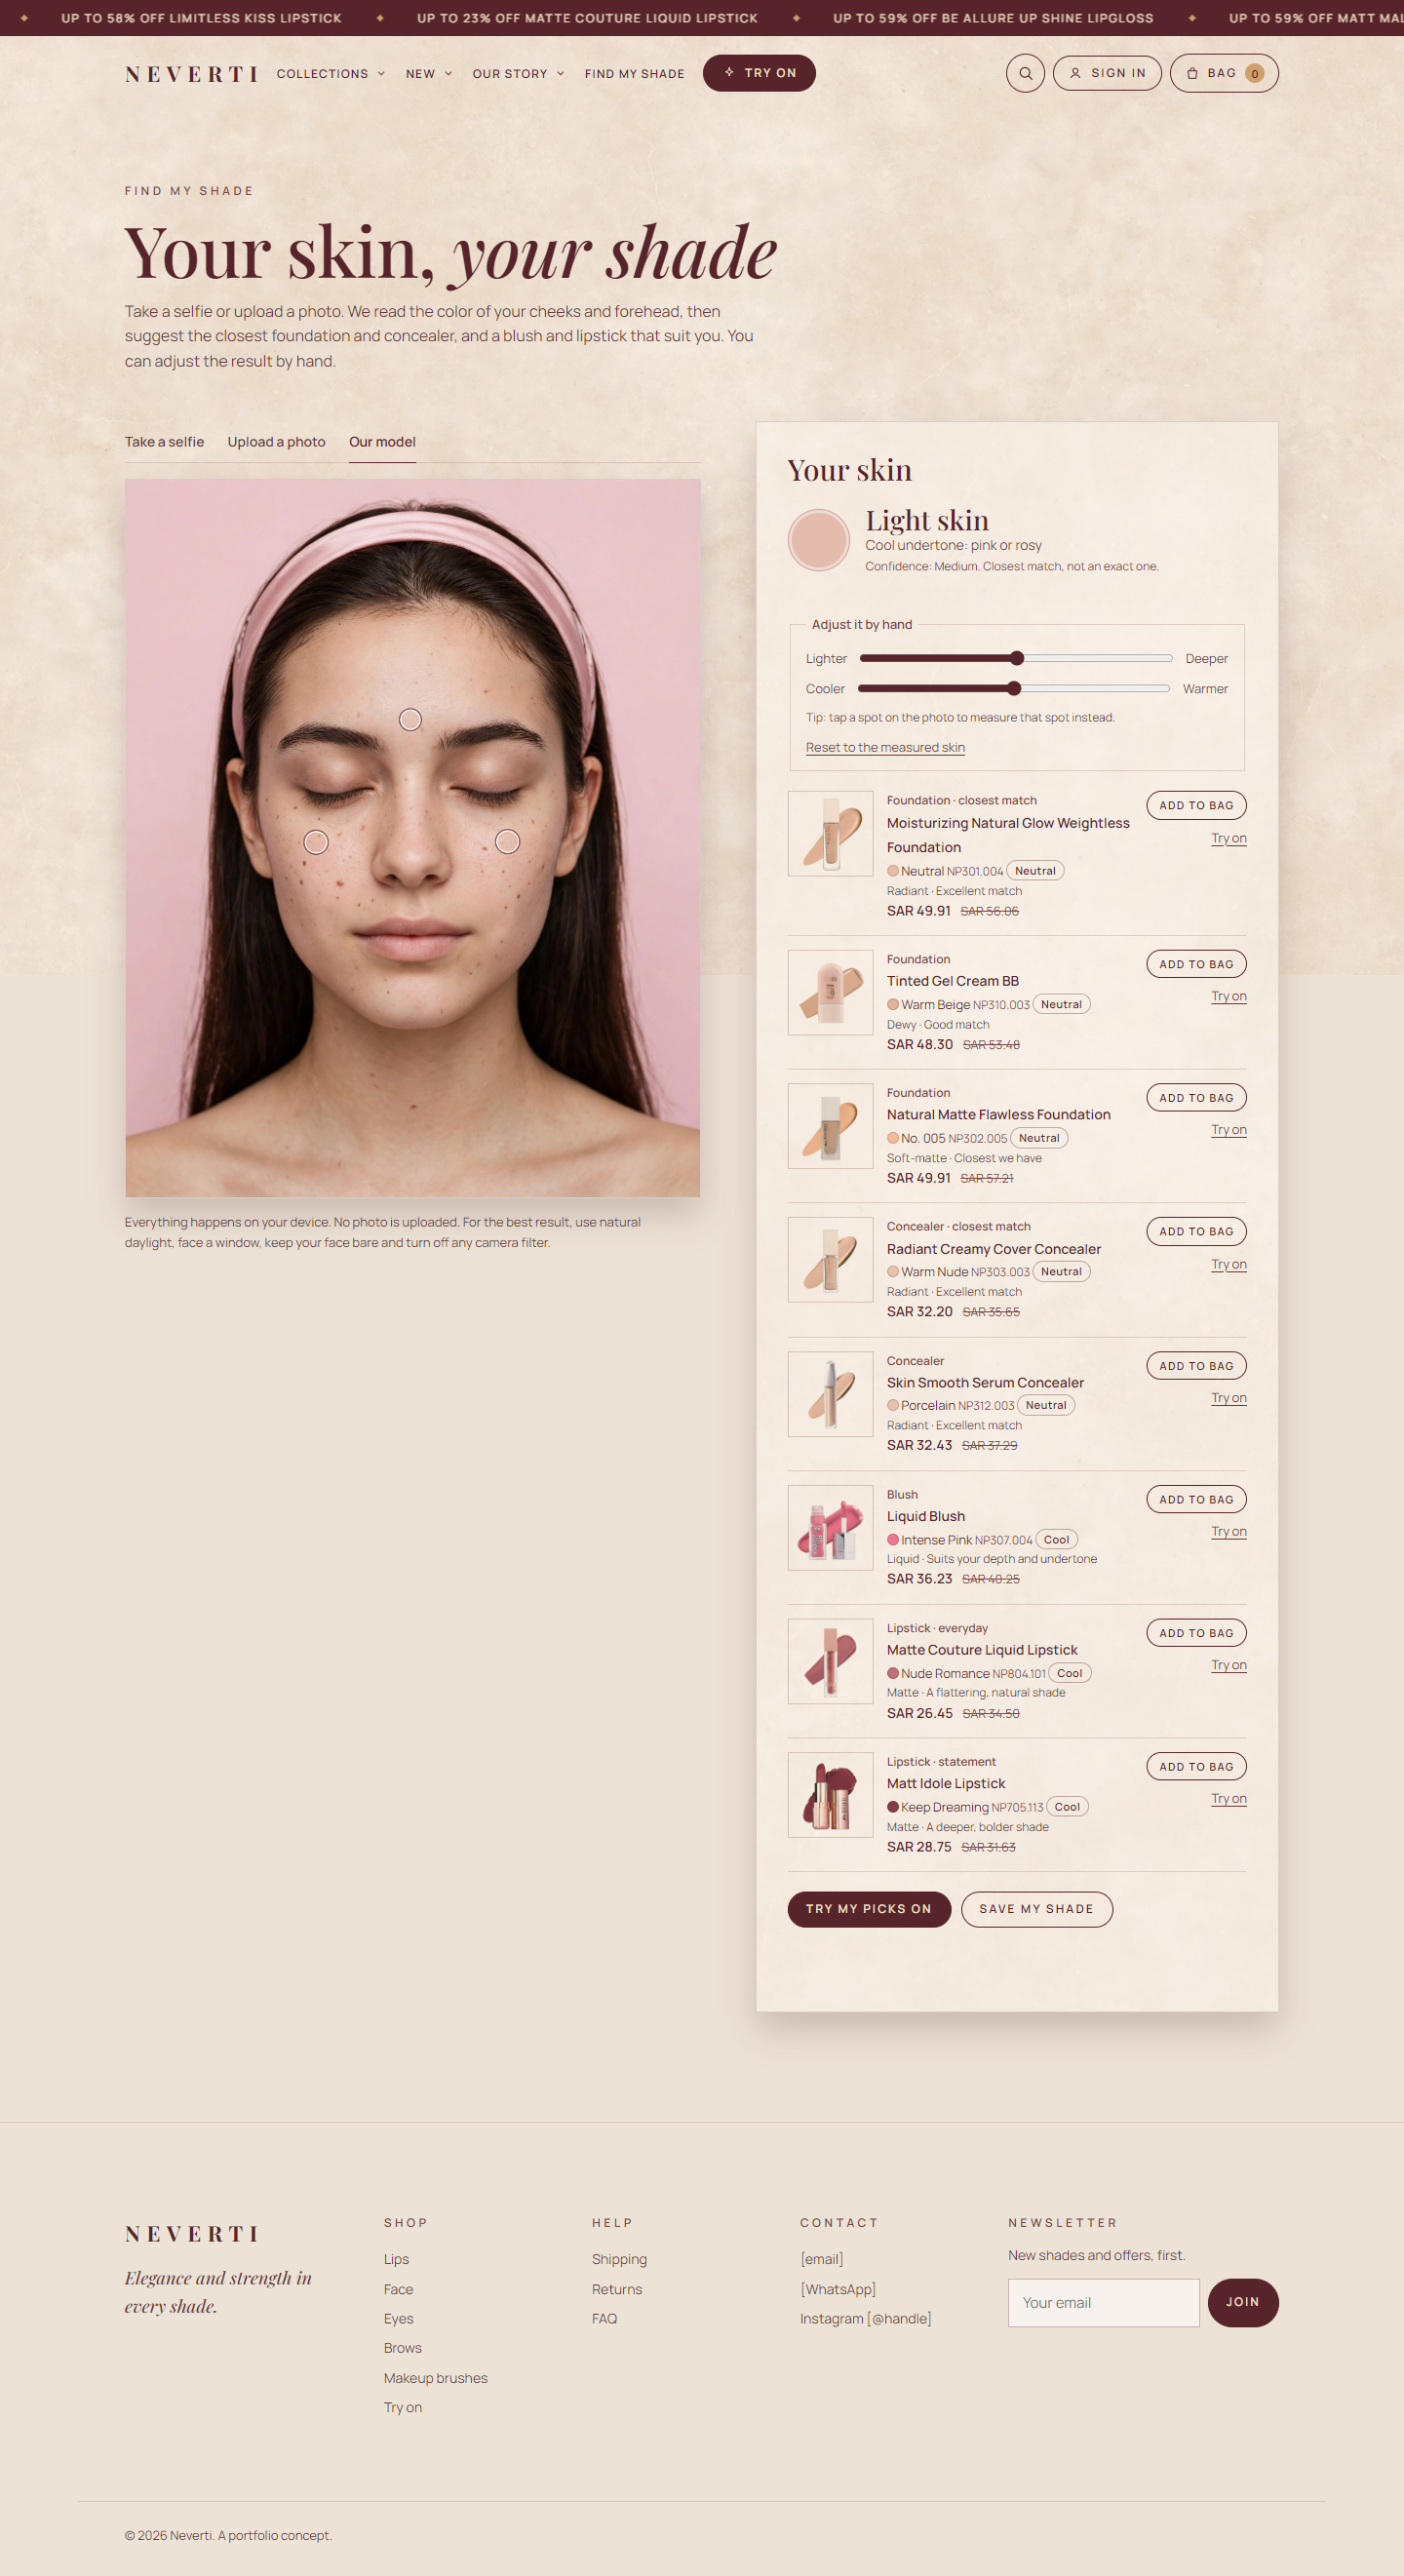 UP TO 58% OFF LIMITLESS KISS LIPSTICK
UP TO 23% OFF MATTE COUTURE LIQUID LIPSTICK
UP TO 59% OFF BE ALLURE UP SHINE LIPGLOSS
UP TO 59% OFF MATT
NEVERTI
COLLECTIONS
NEW
OUR STORY
FIND MY SHADE
TRY ON
SIGN IN
BAG 0
FIND MY SHADE
Your skin, your shade
Take a selfie or upload a photo. We read the color of your cheeks and forehead, then
suggest the closest foundation and concealer, and a blush and lipstick that suit you. You
can adjust the result by hand.
Take a selfie
Upload a photo
Our model
Everything happens on your device. No photo is uploaded. For the best result, use natural
daylight, face a window, keep your face bare and turn off any camera filter.
Your skin
Light skin
Cool undertone: pink or rosy
Confidence: Medium. Closest match, not an exact one.
Adjust it by hand
Lighter Deeper
Cooler Warmer
Tip: tap a spot on the photo to measure that spot instead.
Reset to the measured skin
Foundation · closest match
Moisturizing Natural Glow Weightless
Foundation
Neutral NP301.004 Neutral
Radiant · Excellent match
SAR 49.91 SAR 56.06
ADD TO BAG
Try on
Foundation
Tinted Gel Cream BB
Warm Beige NP310.003 Neutral
Dewy · Good match
SAR 48.30 SAR 53.48
ADD TO BAG
Try on
Foundation
Natural Matte Flawless Foundation
No. 005 NP302.005 Neutral
Soft-matte · Closest we have
SAR 49.91 SAR 57.21
ADD TO BAG
Try on
Concealer · closest match
Radiant Creamy Cover Concealer
Warm Nude NP303.003 Neutral
Radiant · Excellent match
SAR 32.20 SAR 35.65
ADD TO BAG
Try on
Concealer
Skin Smooth Serum Concealer
Porcelain NP312.003 Neutral
Radiant · Excellent match
SAR 32.43 SAR 37.29
ADD TO BAG
Try on
Blush
Liquid Blush
Intense Pink NP307.004 Cool
Liquid · Suits your depth and undertone
SAR 36.23 SAR 40.25
ADD TO BAG
Try on
Lipstick · everyday
Matte Couture Liquid Lipstick
Nude Romance NP804.101 Cool
Matte · A flattering, natural shade
SAR 26.45 SAR 34.50
ADD TO BAG
Try on
Lipstick · statement
Matt Idole Lipstick
Keep Dreaming NP705.113 Cool
Matte · A deeper, bolder shade
SAR 28.75 SAR 31.63
ADD TO BAG
Try on
TRY MY PICKS ON
SAVE MY SHADE
NEVERTI
Elegance and strength in
every shade.
SHOP
Lips
Face
Eyes
Brows
Makeup brushes
Try on
HELP
Shipping
Returns
FAQ
CONTACT
[email]
[WhatsApp]
Instagram [@handle]
NEWSLETTER
New shades and offers, first.
Your email
JOIN
© 2026 Neverti. A portfolio concept.